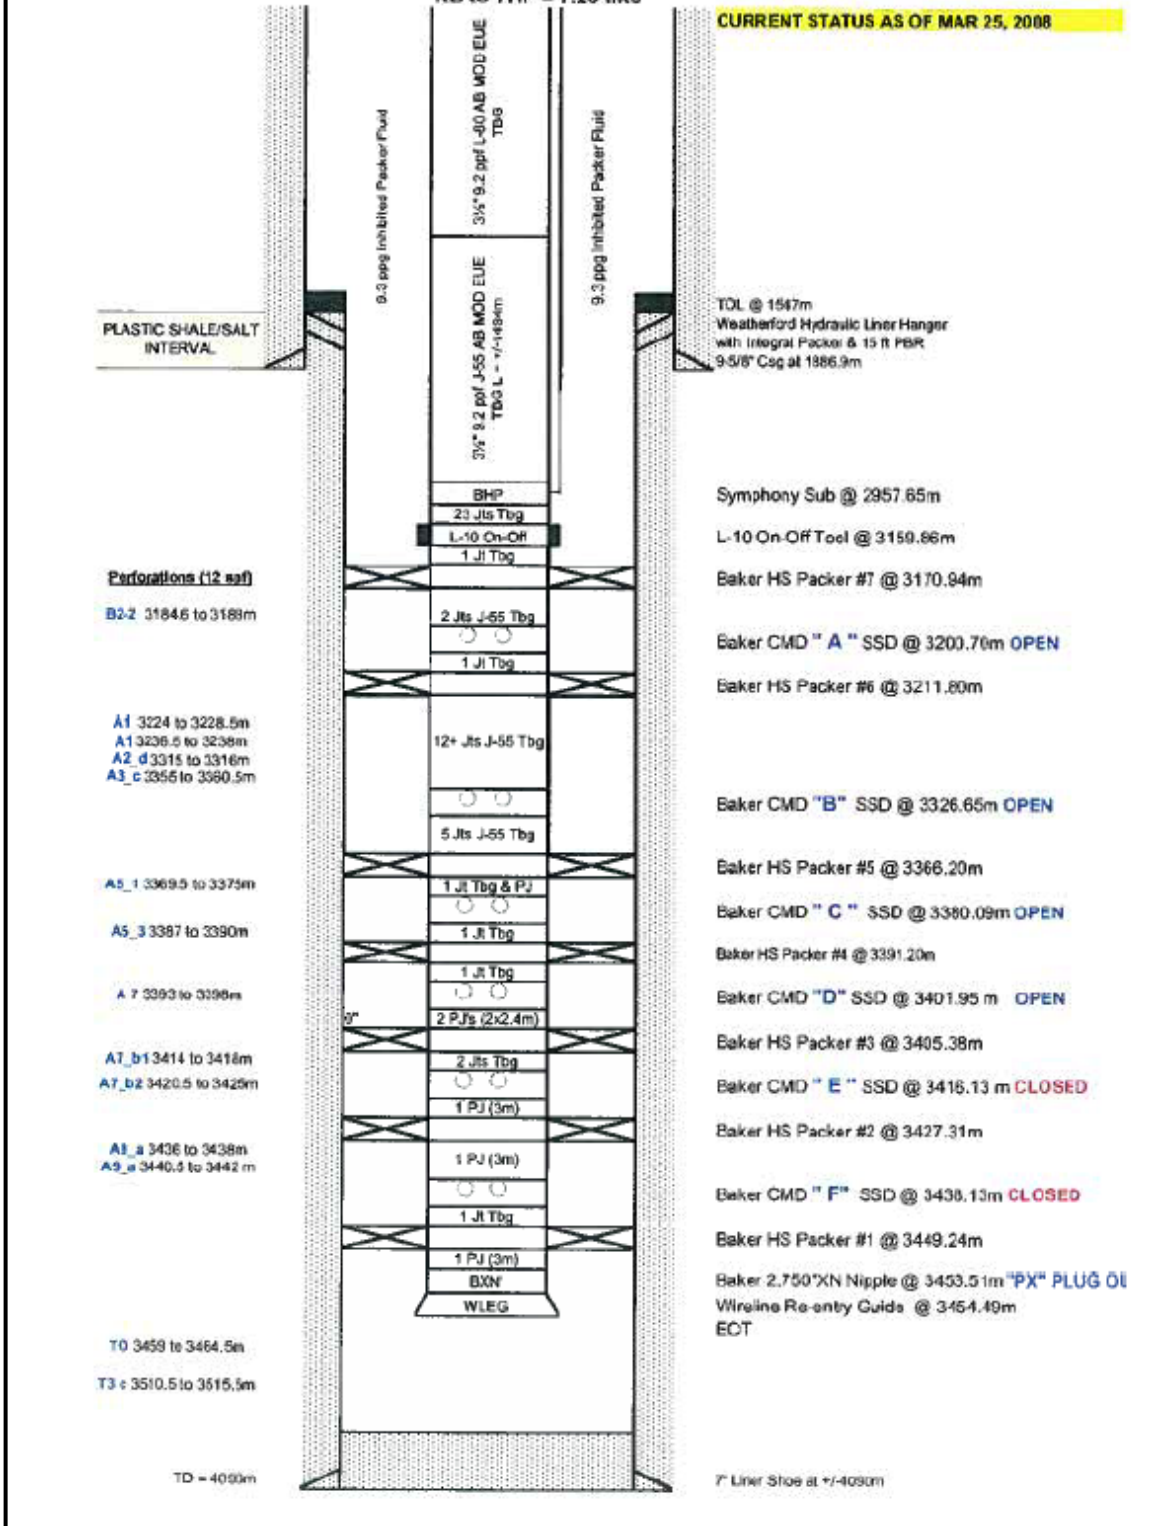 CURRENT STATUS AS OF MAR 25, 2008
3½" 9.2 ppf L-80 AB MOD EUE
TBG
9.3 ppg Inhibited Packer Fluid
9.3 ppg Inhibited Packer Fluid
3½" 9.2 ppf J-55 AB MOD EUE
TBG L = +/-1494m
PLASTIC SHALE/SALT
INTERVAL
TOL @ 1567m
Weatherford Hydraulic Liner Hanger
with Integral Packer & 15 ft PBR
9-5/8" Csg at 1886.9m
BHP
Symphony Sub @ 2957.65m
23 Jts Tbg
L-10 On-Off
L-10 On-Off Tool @ 3159.86m
1 Jt Tbg
Perforations (12 spf)
Baker HS Packer #7 @ 3170.94m
B2-2 3184.6 to 3188m
2 Jts J-55 Tbg
Baker CMD " A " SSD @ 3200.70m OPEN
1 Jt Tbg
Baker HS Packer #6 @ 3211.80m
A1 3224 to 3228.5m
A1 3236.5 to 3238m
A2_d 3315 to 3316m
A3_c 3355 to 3360.5m
12+ Jts J-55 Tbg
Baker CMD "B" SSD @ 3326.65m OPEN
5 Jts J-55 Tbg
Baker HS Packer #5 @ 3366.20m
A5_1 3369.5 to 3375m
1 Jt Tbg & PJ
Baker CMD " C " SSD @ 3380.09m OPEN
A5_3 3387 to 3390m
1 Jt Tbg
Baker HS Packer #4 @ 3391.20m
1 Jt Tbg
A 7 3393 to 3398m
Baker CMD "D" SSD @ 3401.95 m OPEN
2 PJ's (2x2.4m)
Baker HS Packer #3 @ 3405.38m
A7_b1 3414 to 3418m
2 Jts Tbg
A7_b2 3420.5 to 3425m
Baker CMD " E " SSD @ 3416.13 m CLOSED
1 PJ (3m)
Baker HS Packer #2 @ 3427.31m
3436 to 3438m
A9_a 3440.5 to 3442 m
1 PJ (3m)
Baker CMD " F" SSD @ 3438.13m CLOSED
1 Jt Tbg
Baker HS Packer #1 @ 3449.24m
1 PJ (3m)
BXN
Baker 2.750"XN Nipple @ 3453.51m "PX" PLUG
WLEG
Wireline Re-entry Guide @ 3454.49m
EOT
T0 3459 to 3464.5m
T3 c 3510.5 to 3515.5m
TD = 4090m
7" Liner Shoe at +/-4090m